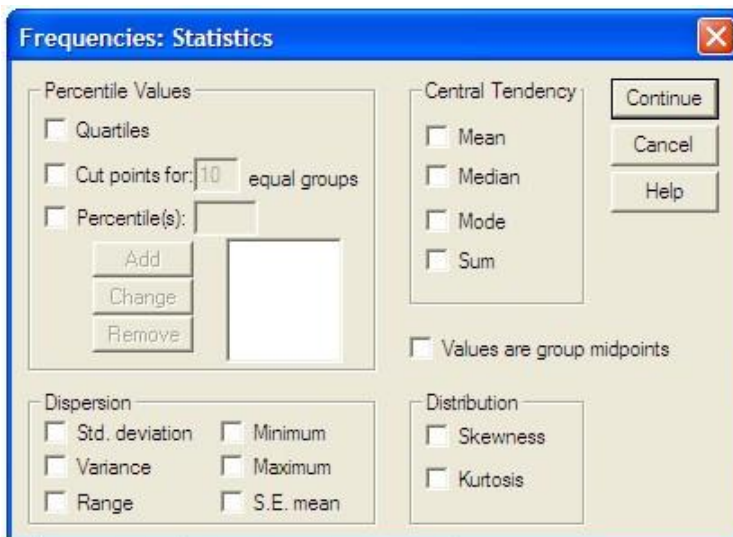 Frequencies: Statistics
Percentile Values
Quartiles
Cut points for: 10 equal groups
Percentile(s):
Add
Change
Remove
Central Tendency
Mean
Median
Mode
Sum
Continue
Cancel
Help
Values are group midpoints
Dispersion
Std. deviation Minimum
Variance Maximum
Range S.E. mean
Distribution
Skewness
Kurtosis